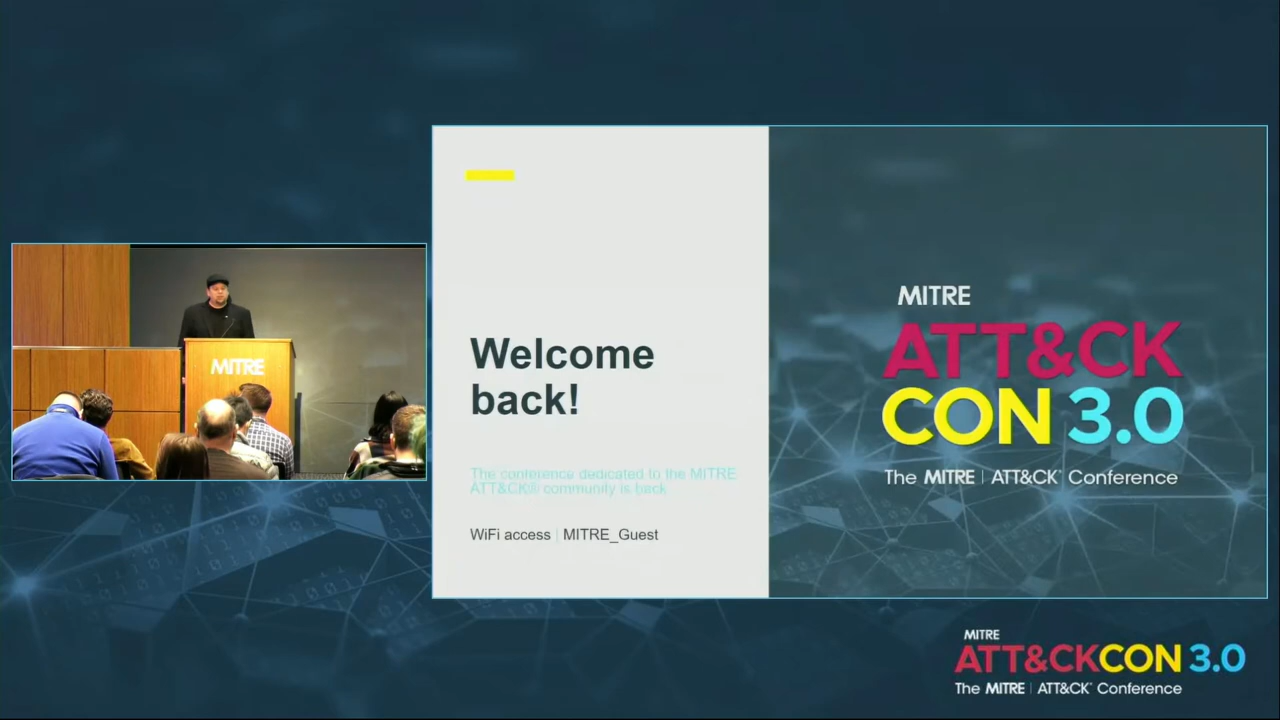 MITRE
Welcome
back!
The conference dedicated to the MITRE
ATT&CK® community is back
WiFi access | MITRE_Guest
MITRE
ATT&CK
CON 3.0
The MITRE | ATT&CK® Conference
MITRE
ATT&CKCON 3.0
The MITRE | ATT&CK® Conference